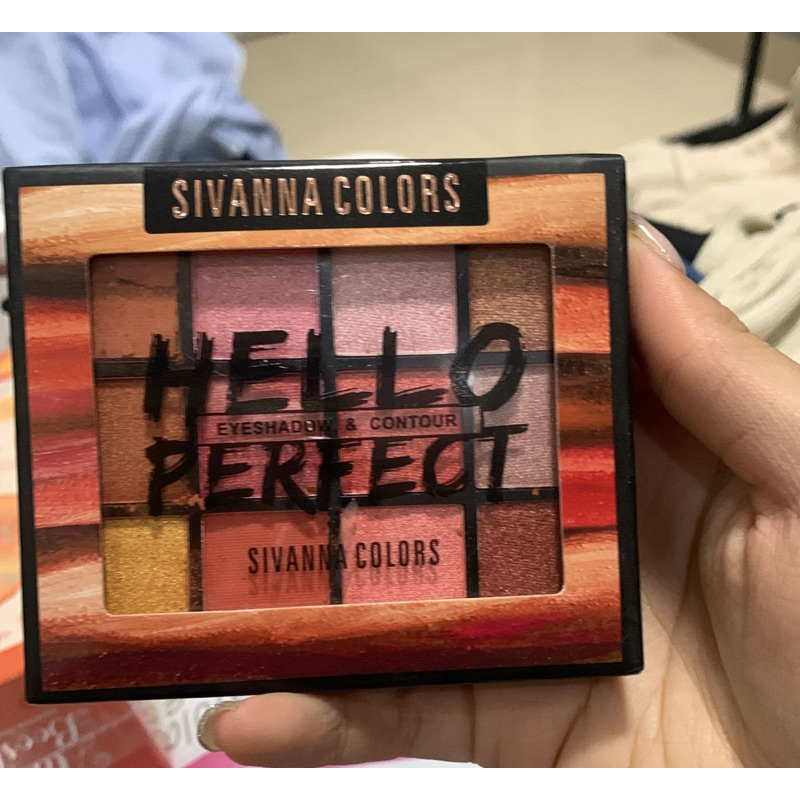 SIVANNA COLORS
HELLO
EYESHADOW & CONTOUR
PERFECT
SIVANNA COLORS